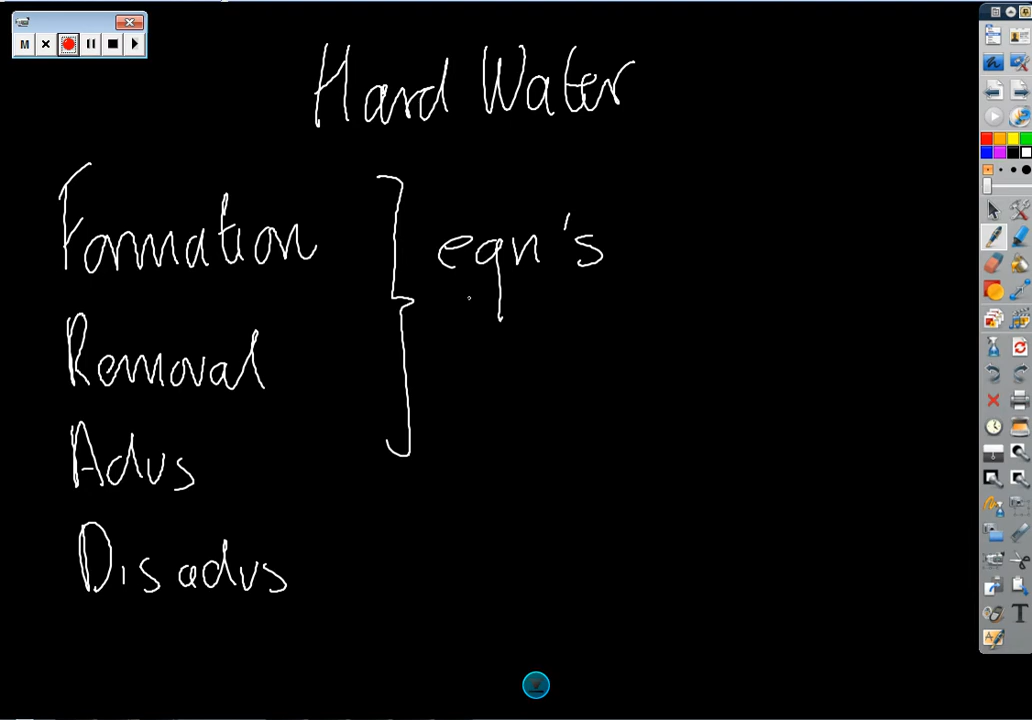 M
Hard Water
Formation
eqn's
Removal
Advs
Disadvs
T